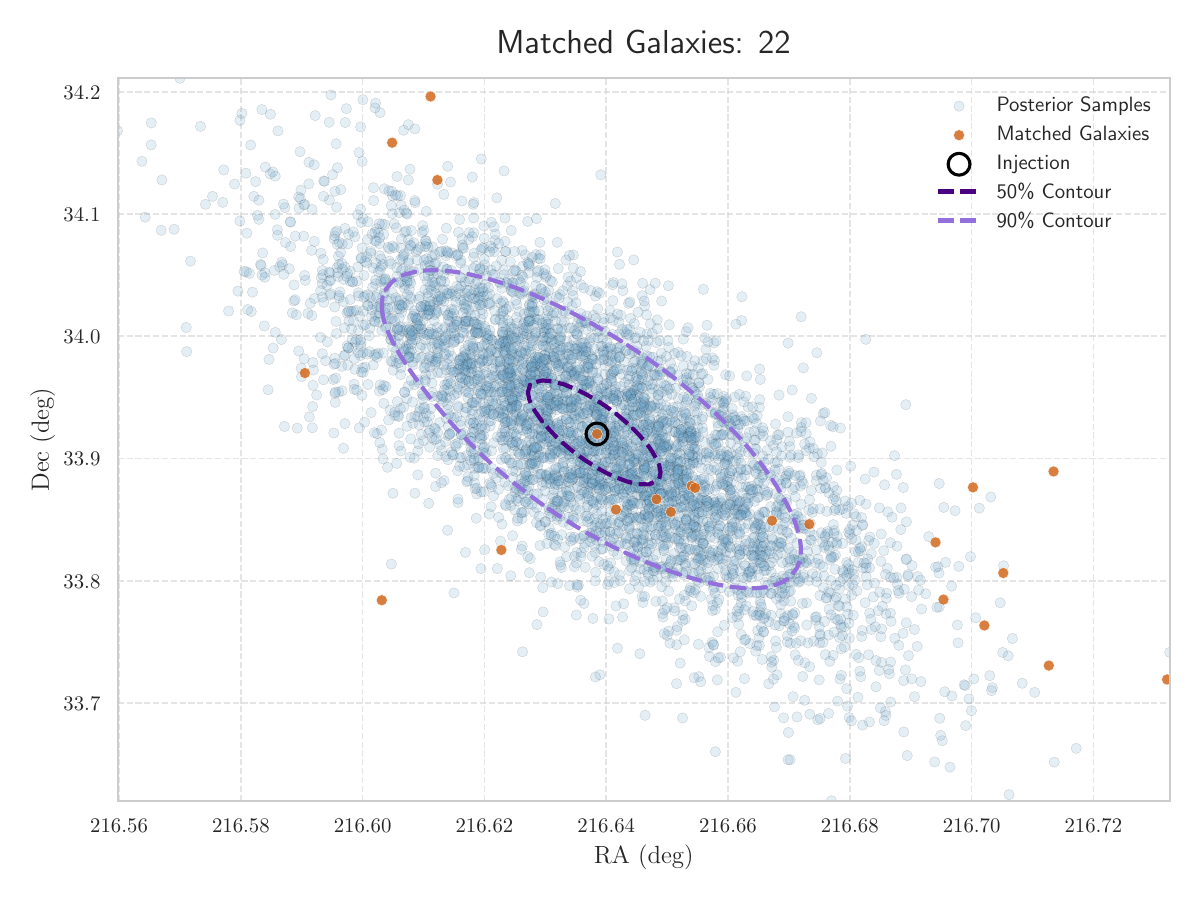 Matched Galaxies: 22
Posterior Samples
Matched Galaxies
Injection
50% Contour
90% Contour
34.2
34.1
34.0
33.9
33.8
33.7
Dec (deg)
216.56 216.58 216.60 216.62 216.64 216.66 216.68 216.70 216.72
RA (deg)